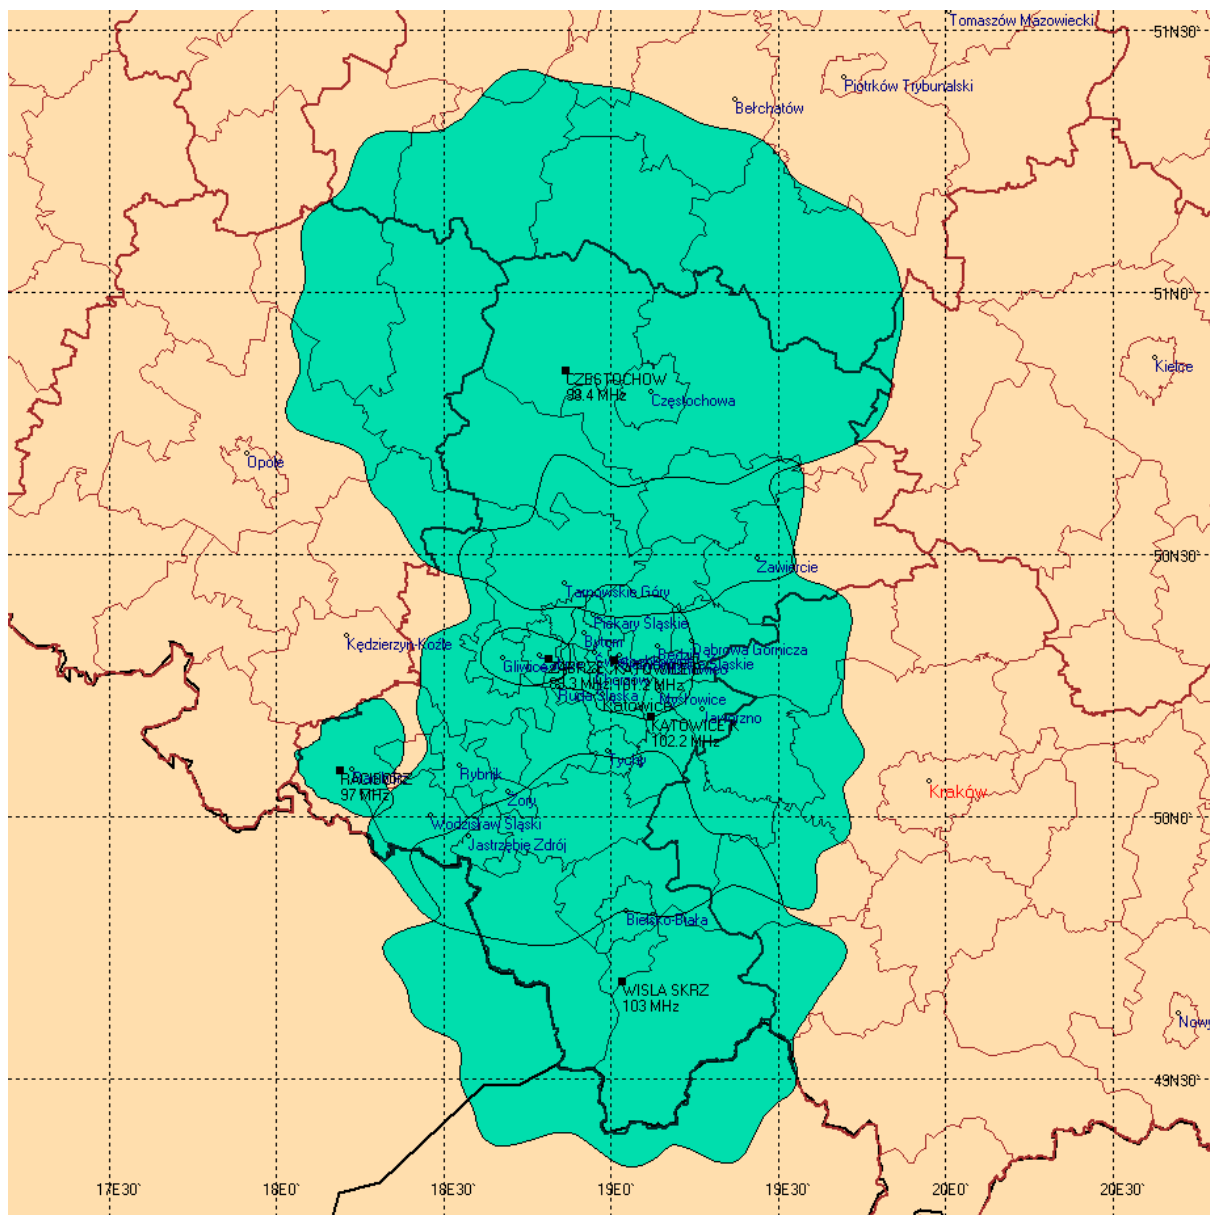 Tomaszów Mazowiecki
51N30'
Piotrków Trybunalski
Bełchatów
51N0'
Kielce
CZESTOCHOW
98.4 MHz
Częstochowa
Opole
50N30'
Zawiercie
Tarnowskie Góry
Piekary Śląskie
Kędzierzyn-Koźle
Bytom
Dąbrowa Górnicza
Gliwice
Ruda Śląska
Mysłowice
Katowice
Jaworzno
KATOWICE
102.2 MHz
Tychy
Rybnik
RACIBORZ
97 MHz
Żory
Kraków
Wodzisław Śląski
Jastrzębie Zdrój
Bielsko-Biała
WISLA SKRZ
103 MHz
Nowy
49N30'
17E30'
18E0'
18E30'
19E0'
19E30'
20E0'
20E30'
50N0'